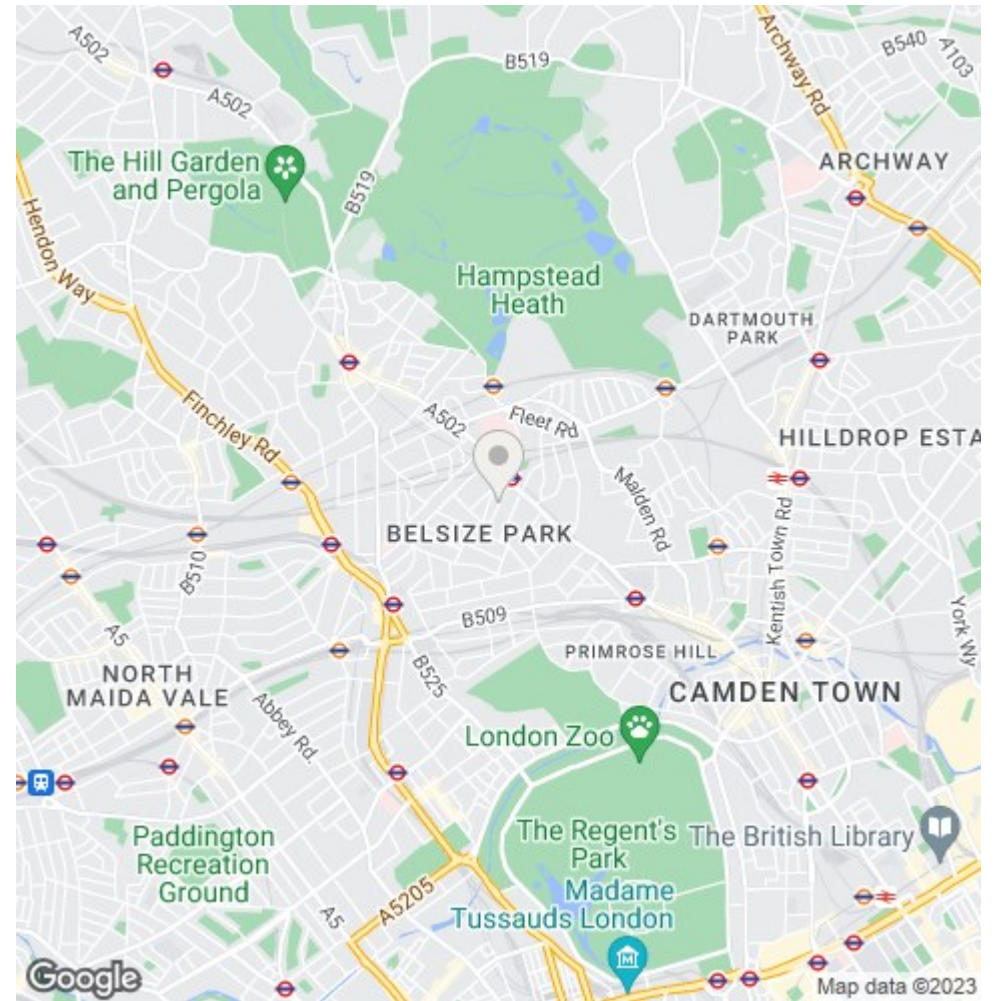 A502
B519
B540
A103
Archway Rd
A502
The Hill Garden
and Pergola
B519
ARCHWAY
Hendon Way
Hampstead
Heath
DARTMOUTH
PARK
Finchley Rd
A502
Fleet Rd
HILLDROP ESTA
Malden Rd
BELSIZE PARK
Kentish Town Rd
B510
B509
York Wy
A5
PRIMROSE HILL
NORTH
MAIDA VALE
B525
CAMDEN TOWN
Abbey Rd.
London Zoo
Paddington
Recreation
Ground
The Regent's
Park
The British Library
Madame
Tussauds London
A5205
A5
Google
Map data ©2023